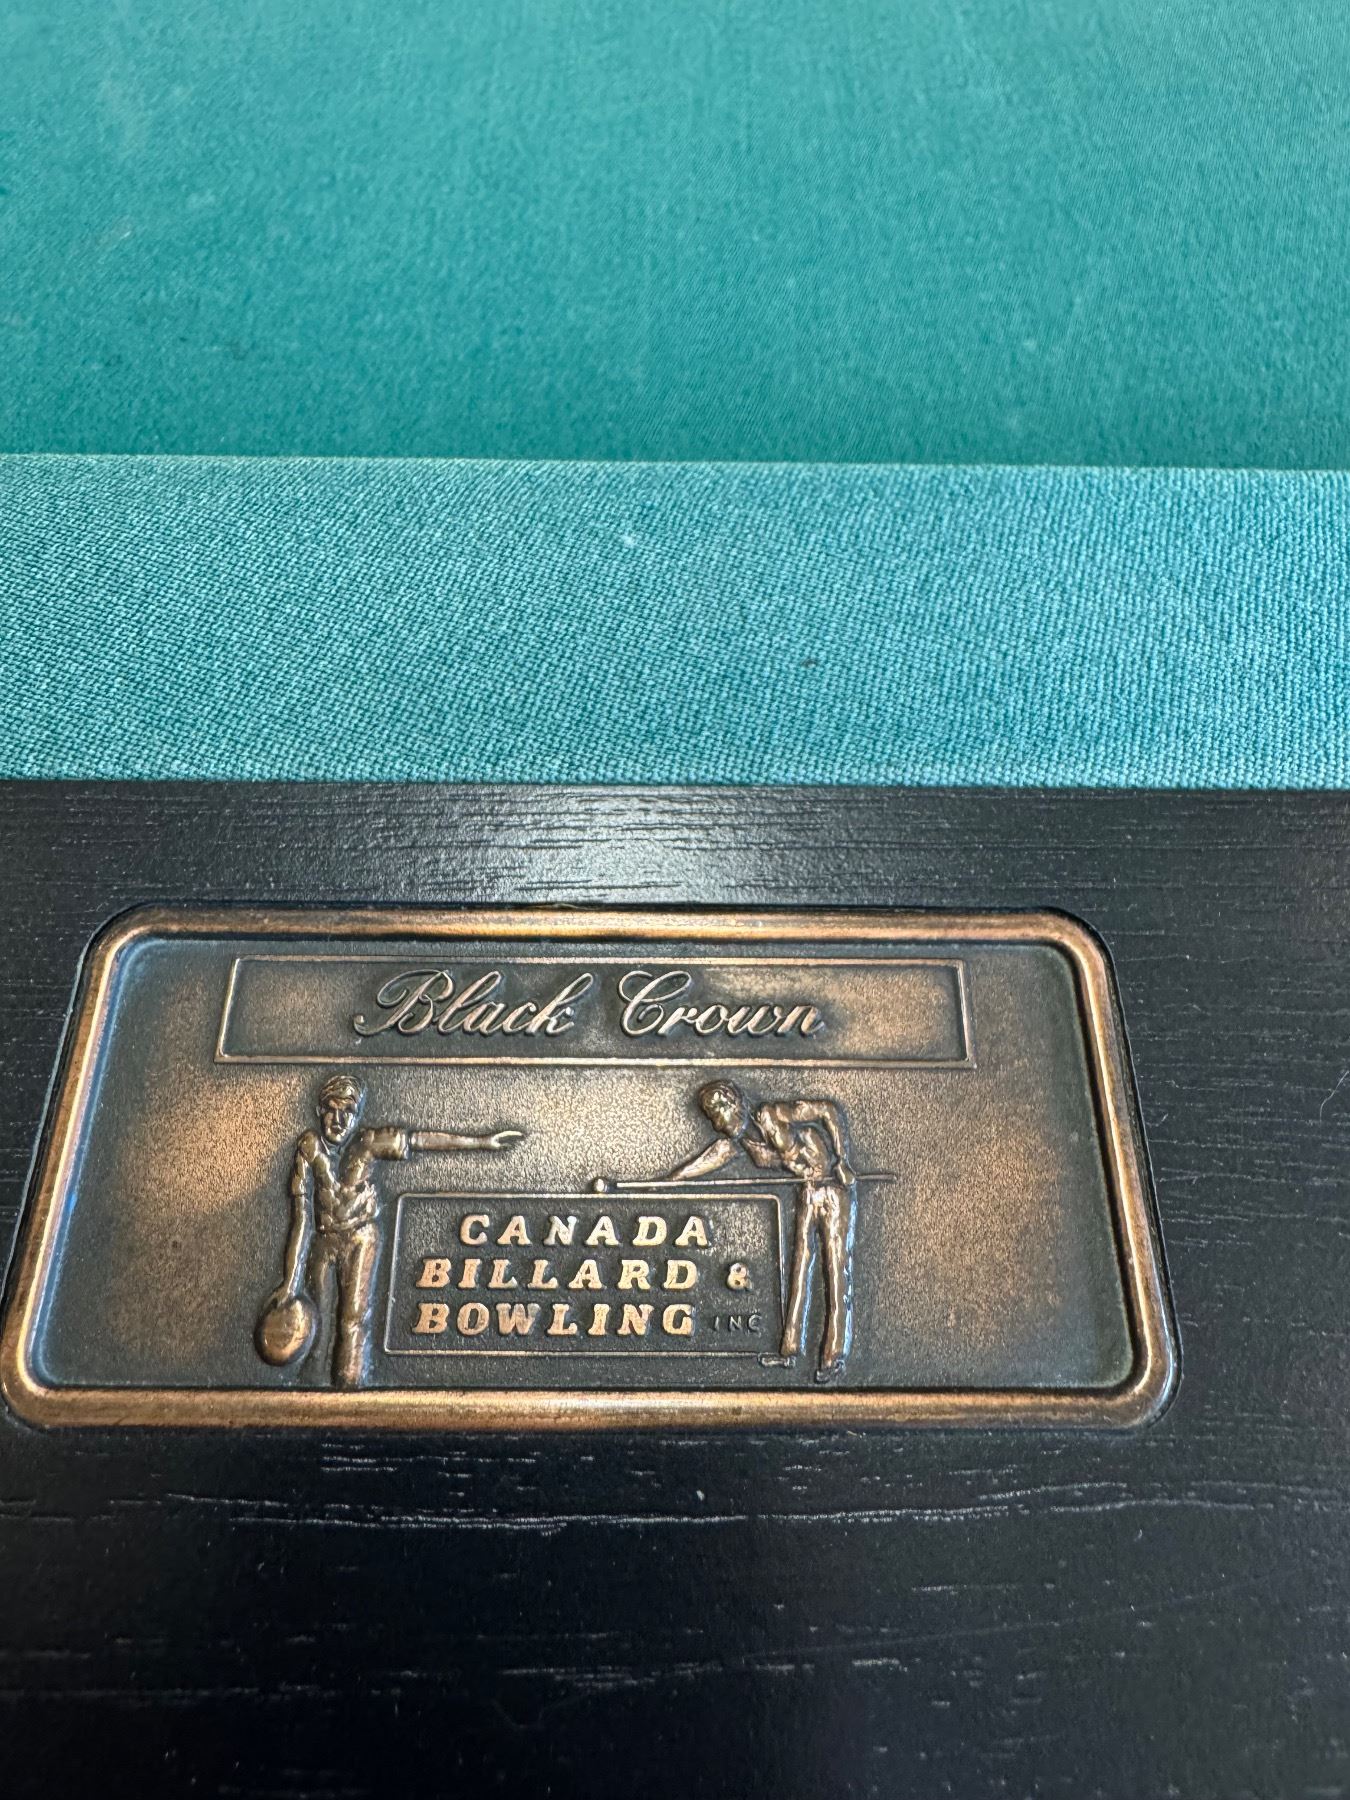 Black Crown
CANADA
BILLARD &
BOWLING INC